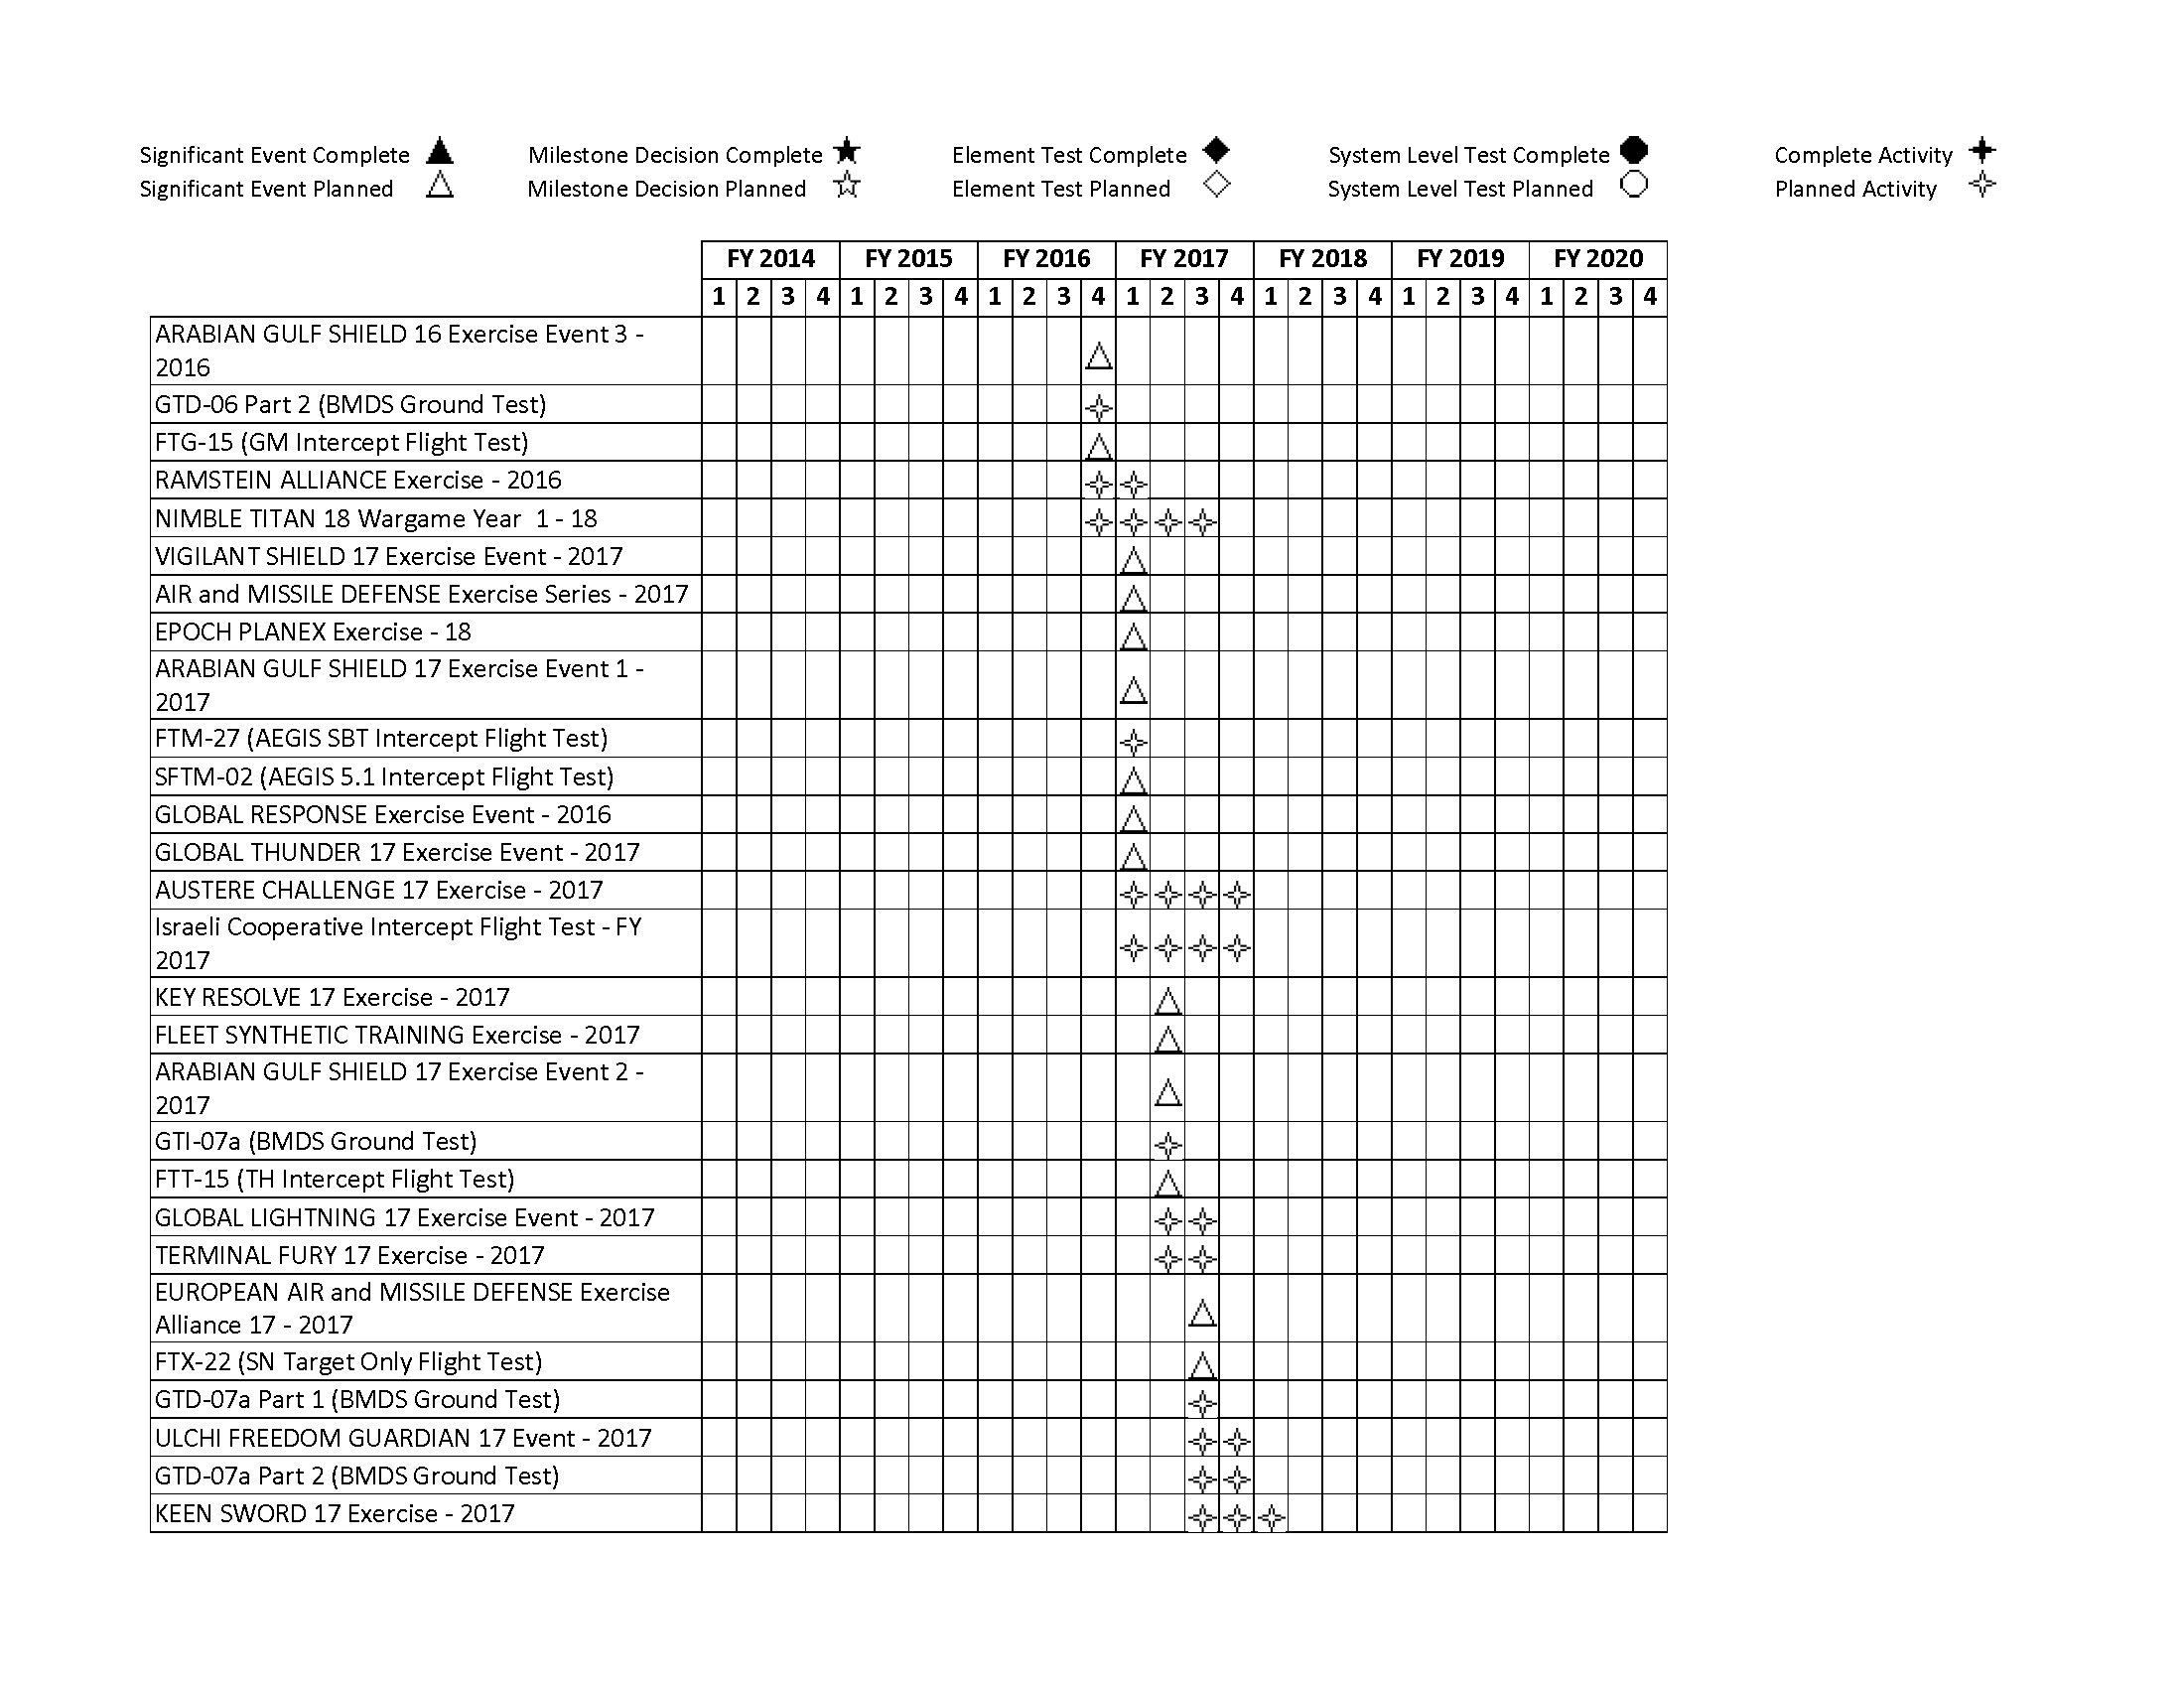 Significant Event Complete Milestone Decision Complete Element Test Complete System Level Test Complete Complete Activity
Significant Event Planned Milestone Decision Planned Element Test Planned System Level Test Planned Planned Activity
FY 2014 FY 2015 FY 2016 FY 2017 FY 2018 FY 2019 FY 2020
1 2 3 4 1 2 3 4 1 2 3 4 1 2 3 4 1 2 3 4 1 2 3 4 1 2 3 4
ARABIAN GULF SHIELD 16 Exercise Event 3 -
2016
GTD-06 Part 2 (BMDS Ground Test)
FTG-15 (GM Intercept Flight Test)
RAMSTEIN ALLIANCE Exercise - 2016
NIMBLE TITAN 18 Wargame Year 1 - 18
VIGILANT SHIELD 17 Exercise Event - 2017
AIR and MISSILE DEFENSE Exercise Series - 2017
EPOCH PLANEX Exercise - 18
ARABIAN GULF SHIELD 17 Exercise Event 1 -
2017
FTM-27 (AEGIS SBT Intercept Flight Test)
SFTM-02 (AEGIS 5.1 Intercept Flight Test)
GLOBAL RESPONSE Exercise Event - 2016
GLOBAL THUNDER 17 Exercise Event - 2017
AUSTERE CHALLENGE 17 Exercise - 2017
Israeli Cooperative Intercept Flight Test - FY
2017
KEY RESOLVE 17 Exercise - 2017
FLEET SYNTHETIC TRAINING Exercise - 2017
ARABIAN GULF SHIELD 17 Exercise Event 2 -
2017
GTI-07a (BMDS Ground Test)
FTT-15 (TH Intercept Flight Test)
GLOBAL LIGHTNING 17 Exercise Event - 2017
TERMINAL FURY 17 Exercise - 2017
EUROPEAN AIR and MISSILE DEFENSE Exercise
Alliance 17 - 2017
FTX-22 (SN Target Only Flight Test)
GTD-07a Part 1 (BMDS Ground Test)
ULCHI FREEDOM GUARDIAN 17 Event - 2017
GTD-07a Part 2 (BMDS Ground Test)
KEEN SWORD 17 Exercise - 2017